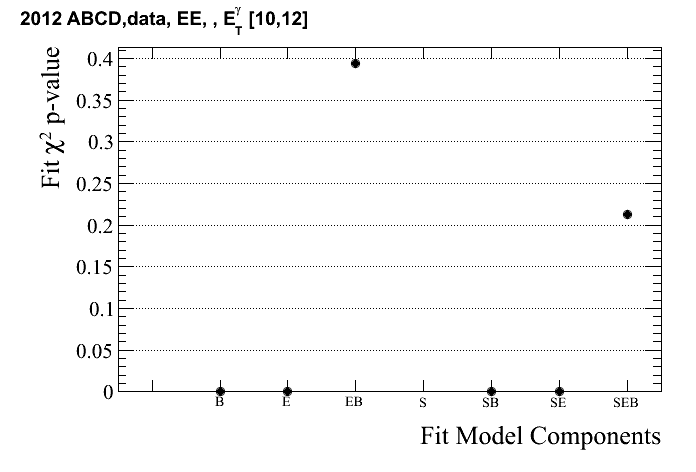 2012 ABCD,data, EE, , E_T^γ [10,12]
Fit χ² p-value
0.4
0.35
0.3
0.25
0.2
0.15
0.1
0.05
0
B E EB S SB SE SEB
Fit Model Components